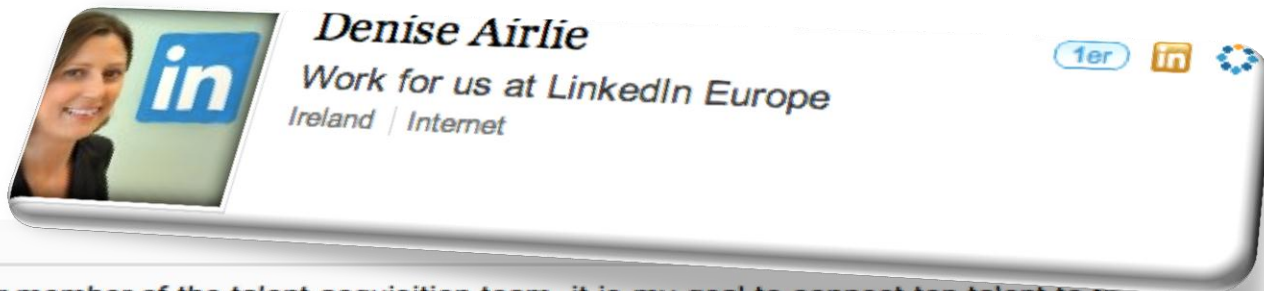 in
Denise Airlie
1er in
Work for us at LinkedIn Europe
Ireland | Internet
member of the talent acquisition team, it is my goal to connect top talent to